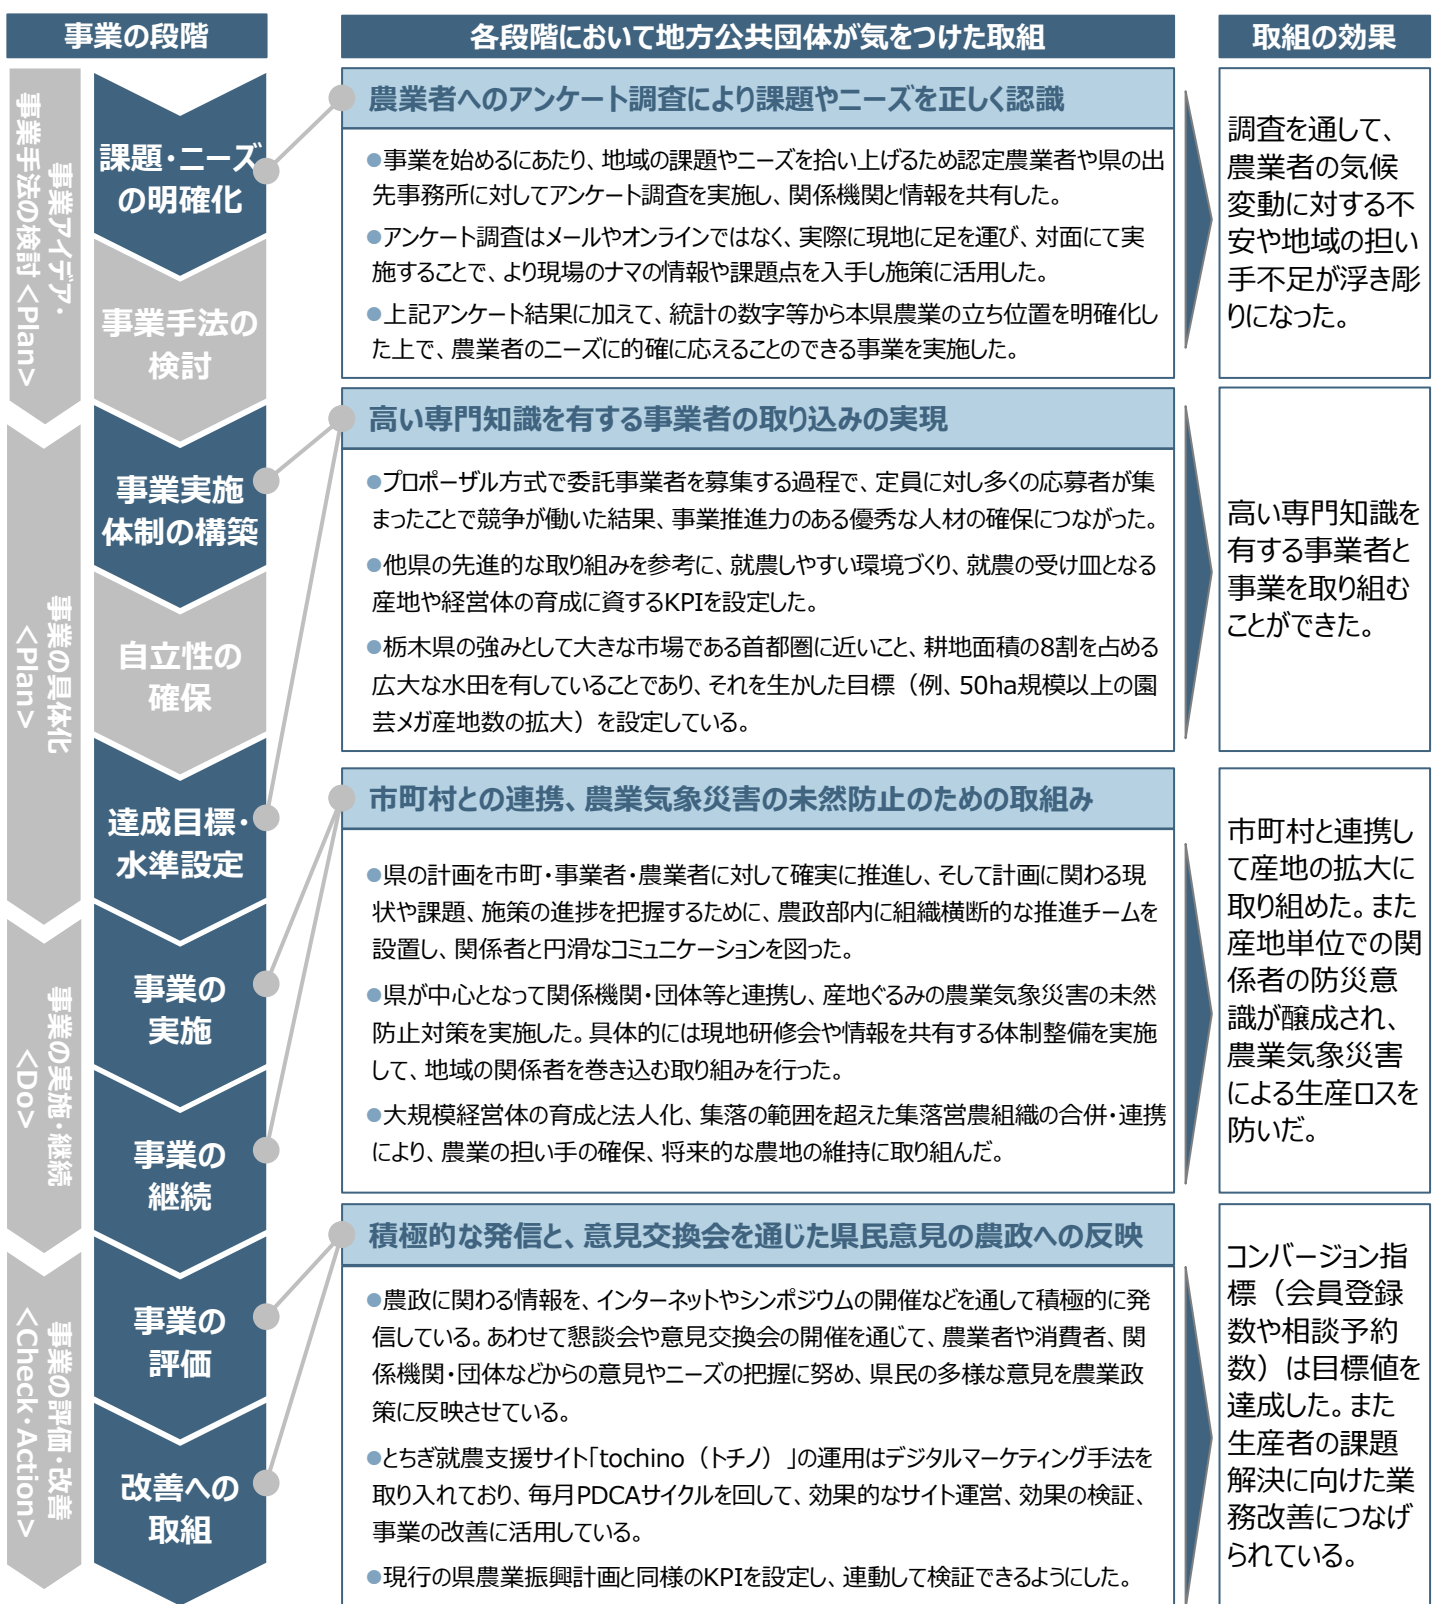 事業の段階
各段階において地方公共団体が気をつけた取組
取組の効果
事業アイデア・
事業手法の検討 <Plan>
課題・ニーズ
の明確化
事業手法の
検討
農業者へのアンケート調査により課題やニーズを正しく認識
●事業を始めるにあたり、地域の課題やニーズを拾い上げるため認定農業者や県の出
先事務所に対してアンケート調査を実施し、関係機関と情報を共有した。
●アンケート調査はメールやオンラインではなく、実際に現地に足を運び、対面にて実
施することで、より現場のナマの情報や課題点を入手し施策に活用した。
●上記アンケート結果に加えて、統計の数字等から本県農業の立ち位置を明確化し
た上で、農業者のニーズに的確に応えることのできる事業を実施した。
調査を通して、
農業者の気候
変動に対する不
安や地域の担い
手不足が浮き彫
りになった。
事業の具体化
<Plan>
事業実施
体制の構築
自立性の
確保
達成目標・
水準設定
高い専門知識を有する事業者の取り込みの実現
●プロポーザル方式で委託事業者を募集する過程で、定員に対し多くの応募者が集
まったことで競争が働いた結果、事業推進力のある優秀な人材の確保につながった。
●他県の先進的な取り組みを参考に、就農しやすい環境づくり、就農の受け皿となる
産地や経営体の育成に資するKPIを設定した。
●栃木県の強みとして大きな市場である首都圏に近いこと、耕地面積の8割を占める
広大な水田を有していることであり、それを生かした目標（例、50ha規模以上の園
芸メガ産地数の拡大）を設定している。
高い専門知識を
有する事業者と
事業を取り組む
ことができた。
事業の実施・継続
<Do>
事業の
実施
事業の
継続
市町村との連携、農業気象災害の未然防止のための取組み
●県の計画を市町・事業者・農業者に対して確実に推進し、そして計画に関わる現
状や課題、施策の進捗を把握するために、農政部内に組織横断的な推進チームを
設置し、関係者と円滑なコミュニケーションを図った。
●県が中心となって関係機関・団体等と連携し、産地ぐるみの農業気象災害の未然
防止対策を実施した。具体的には現地研修会や情報を共有する体制整備を実施
して、地域の関係者を巻き込む取り組みを行った。
●大規模経営体の育成と法人化、集落の範囲を超えた集落営農組織の合併・連携
により、農業の担い手の確保、将来的な農地の維持に取り組んだ。
市町村と連携し
て産地の拡大に
取り組めた。また
産地単位での関
係者の防災意
識が醸成され、
農業気象災害
による生産ロスを
防いだ。
事業の評価・改善
<Check・Action>
事業の
評価
改善への
取組
積極的な発信と、意見交換会を通じた県民意見の農政への反映
●農政に関わる情報を、インターネットやシンポジウムの開催などを通して積極的に発
信している。あわせて懇談会や意見交換会の開催を通じて、農業者や消費者、関
係機関・団体などからの意見やニーズの把握に努め、県民の多様な意見を農業政
策に反映させている。
●とちぎ就農支援サイト「tochino（トチノ）」の運用はデジタルマーケティング手法を
取り入れており、毎月PDCAサイクルを回して、効果的なサイト運営、効果の検証、
事業の改善に活用している。
●現行の県農業振興計画と同様のKPIを設定し、連動して検証できるようにした。
コンバージョン指
標（会員登録
数や相談予約
数）は目標値を
達成した。また
生産者の課題
解決に向けた業
務改善につなげ
られている。